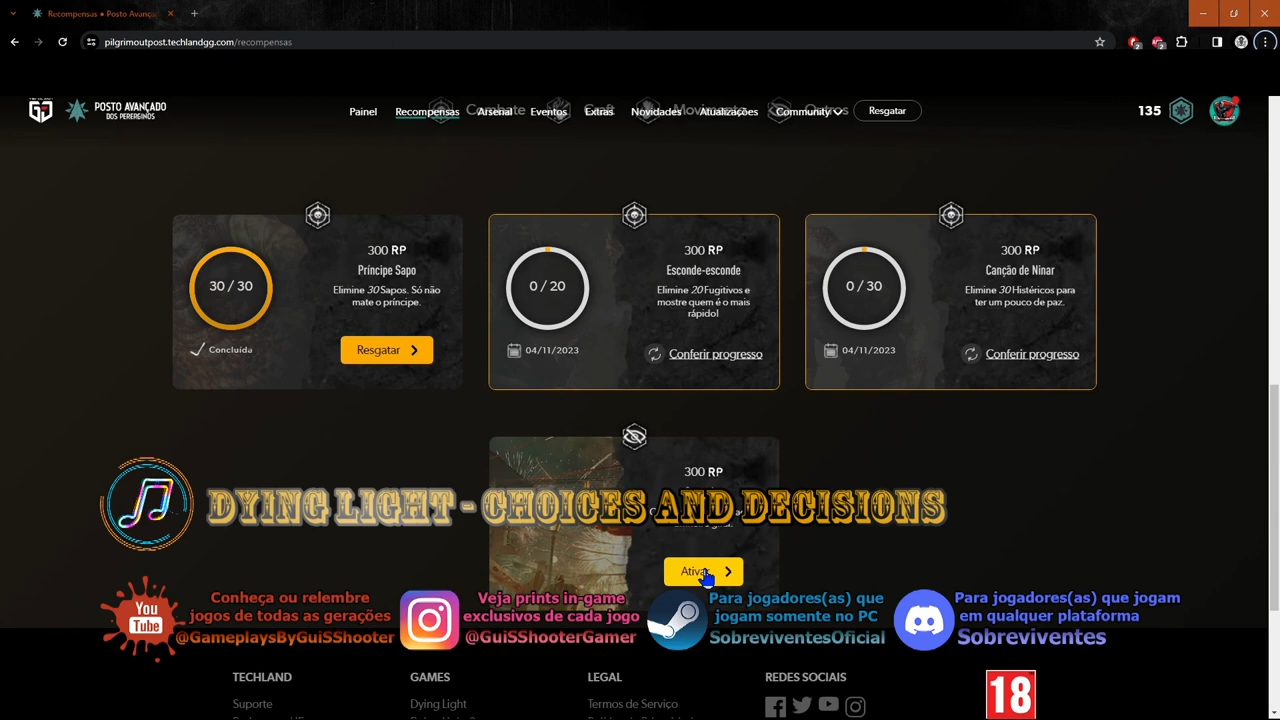 Recompensas • Posto Avanç
pilgrimoutpost.techlandgg.com/recompensas
POSTO AVANÇADO
DOS PEREGRINOS
Painel
Recompensas
Arsenal
Eventos
Extras
Novidades
Atualizações
Community
Resgatar
135
Combate
Outros
300 RP
Príncipe Sapo
Elimine 30 Sapos. Só não
mate o príncipe.
30 / 30
Concluída
Resgatar
300 RP
Esconde-esconde
Elimine 20 Fugitivos e
mostre quem é o mais
rápido!
0 / 20
04/11/2023
Conferir progresso
300 RP
Canção de Ninar
Elimine 30 Histéricos para
ter um pouco de paz.
0 / 30
04/11/2023
Conferir progresso
300 RP
DYING LIGHT - CHOICES AND DECISIONS
Ativar
You
Tube
Conheça ou relembre
jogos de todas as gerações
@GameplaysByGuiSShooter
Veja prints in-game
exclusivos de cada jogo
@GuiSShooterGamer
Para jogadores(as) que
jogam somente no PC
SobreviventesOficial
Para jogadores(as) que jogam
em qualquer plataforma
Sobreviventes
TECHLAND
GAMES
LEGAL
REDES SOCIAIS
Suporte
Dying Light
Termos de Serviço
18